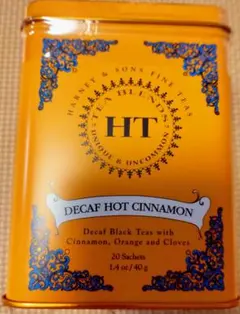 HARNEY & SONS FINE TEAS
TEA BLENDS
HT
UNIQUE & UNCOMMON
DECAF HOT CINNAMON
Decaf Black Teas with
Cinnamon, Orange and Cloves
20 Sachets
1.4 oz/ 40 g